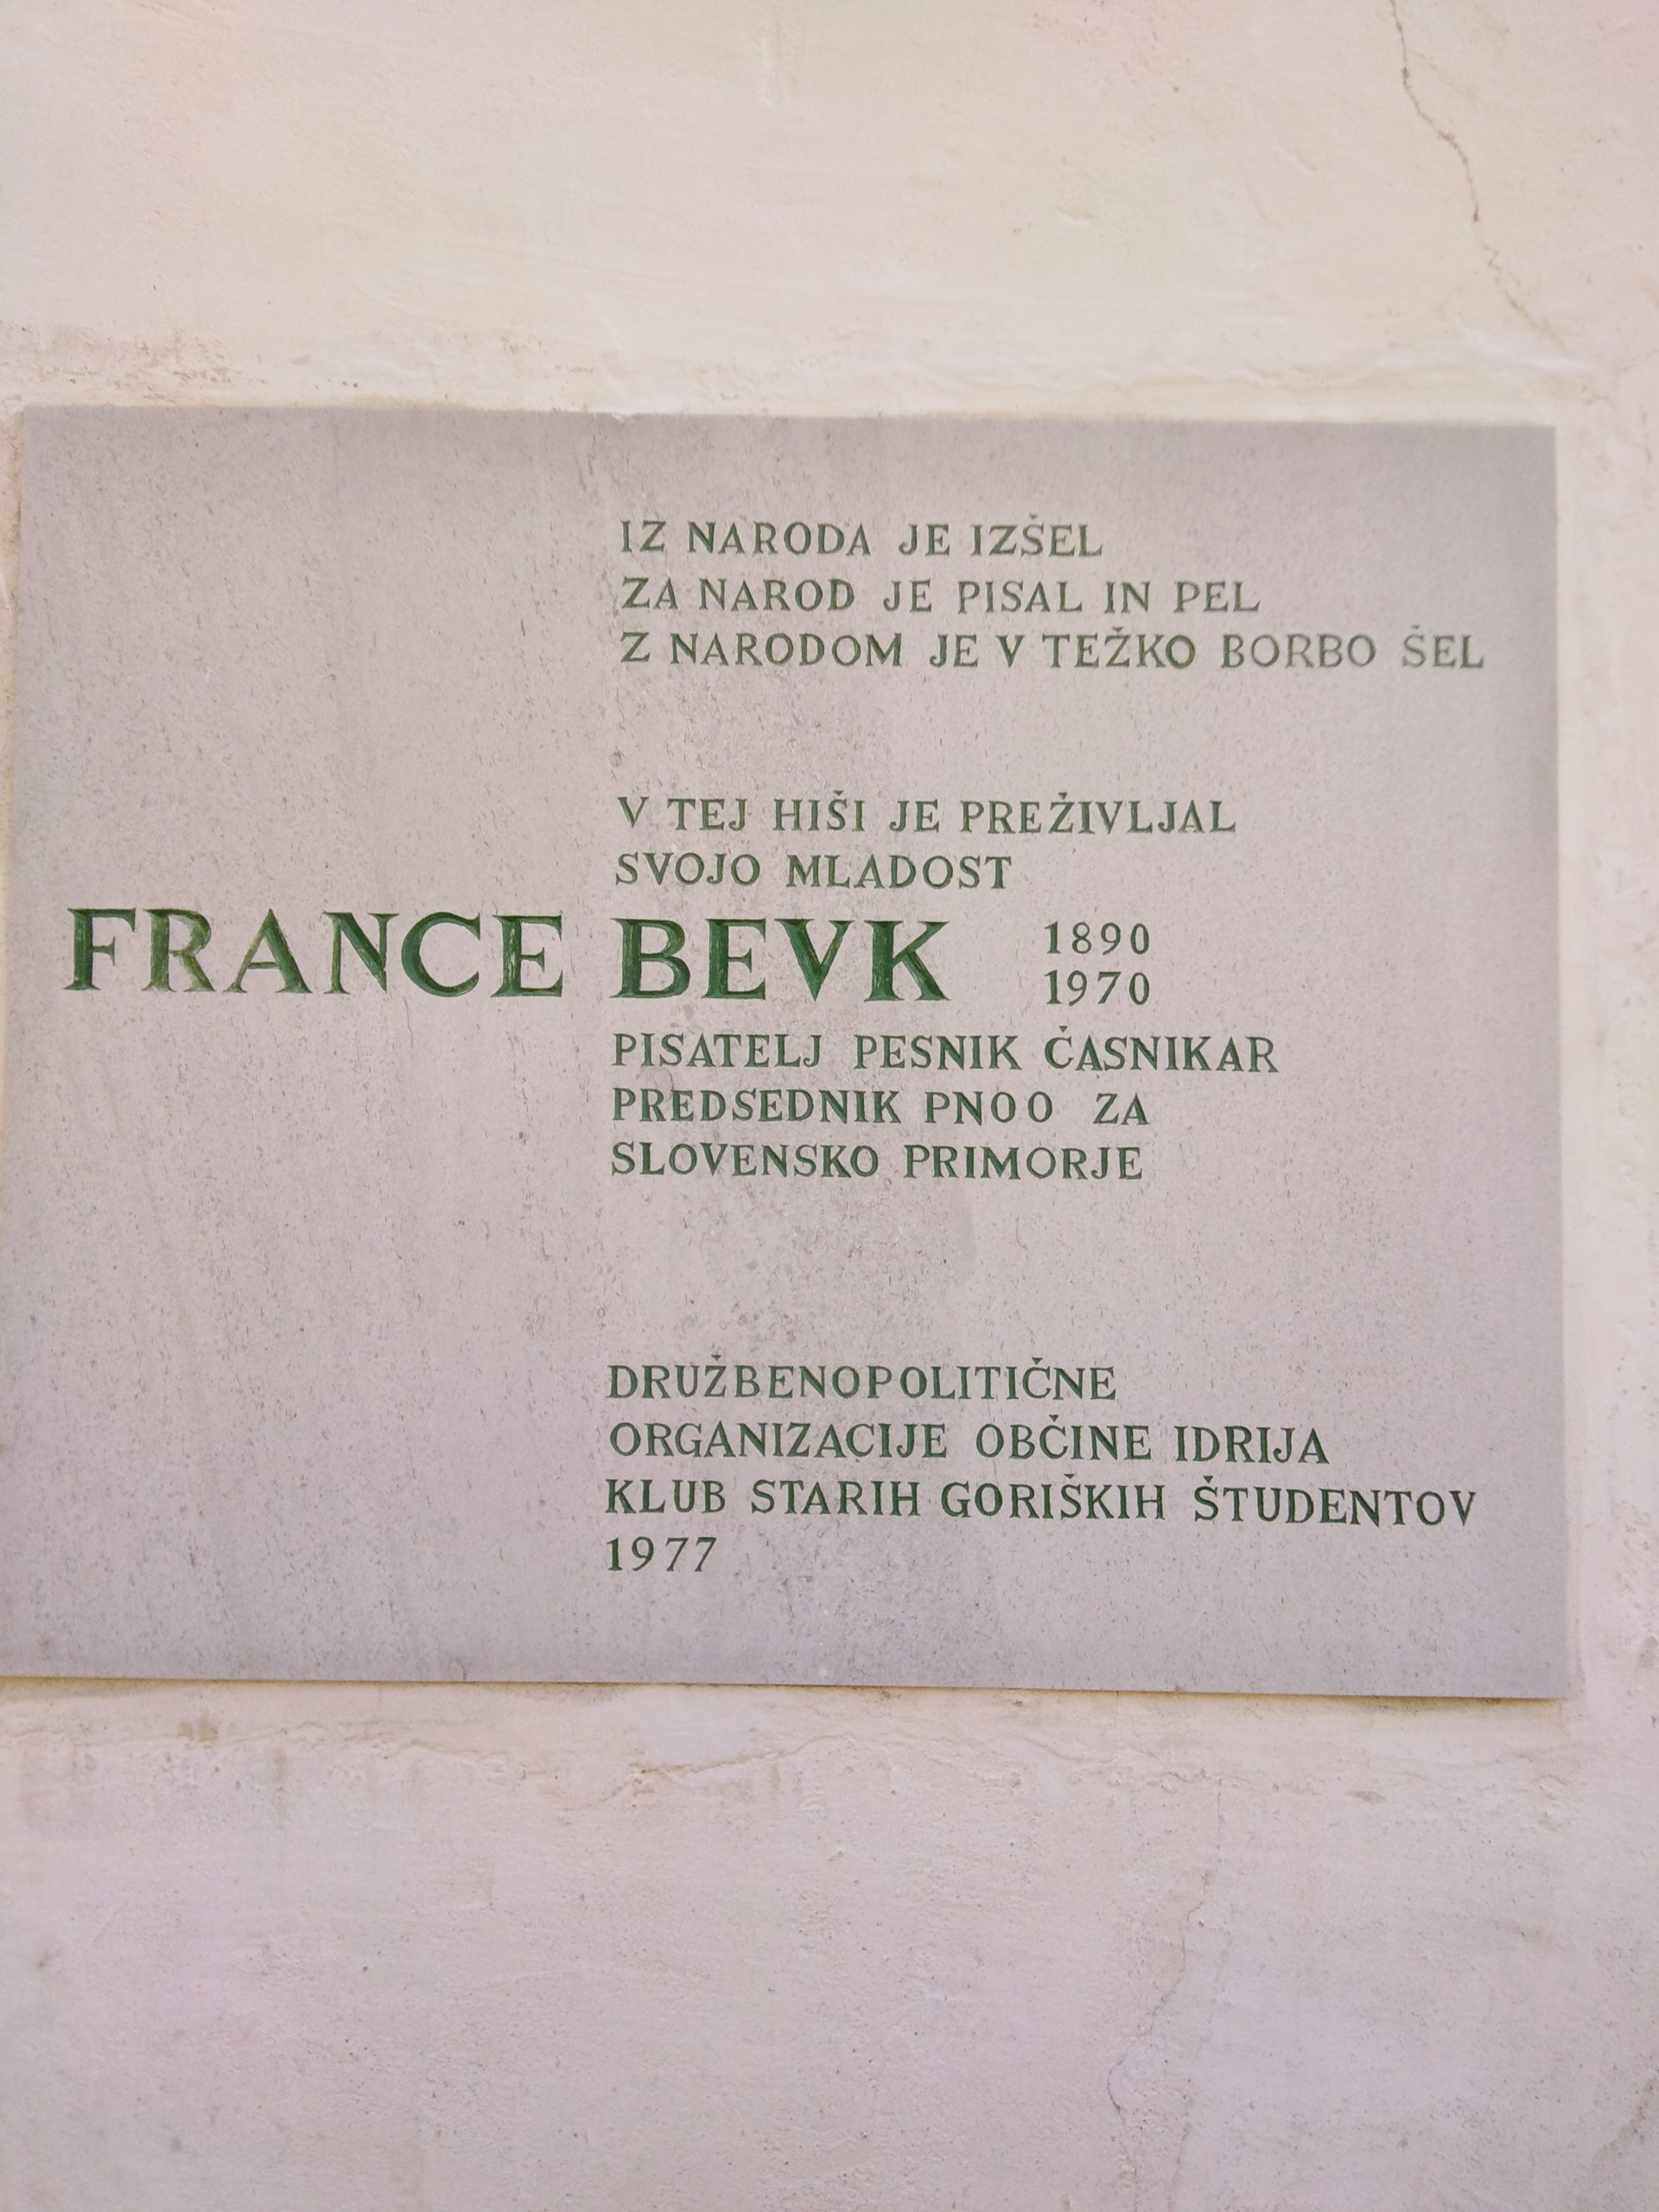 IZ NARODA JE IZŠEL
ZA NAROD JE PISAL IN PEL
Z NARODOM JE V TEŽKO BORBO ŠEL
V TEJ HIŠI JE PREŽIVLJAL
SVOJO MLADOST
FRANCE BEVK 1890
1970
PISATELJ PESNIK ČASNIKAR
PREDSEDNIK PNOO ZA
SLOVENSKO PRIMORJE
DRUŽBENOPOLITIČNE
ORGANIZACIJE OBČINE IDRIJA
KLUB STARIH GORIŠKIH ŠTUDENTOV
1977